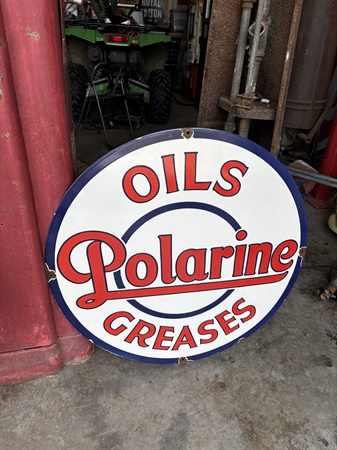 OILS
Polarine
GREASES